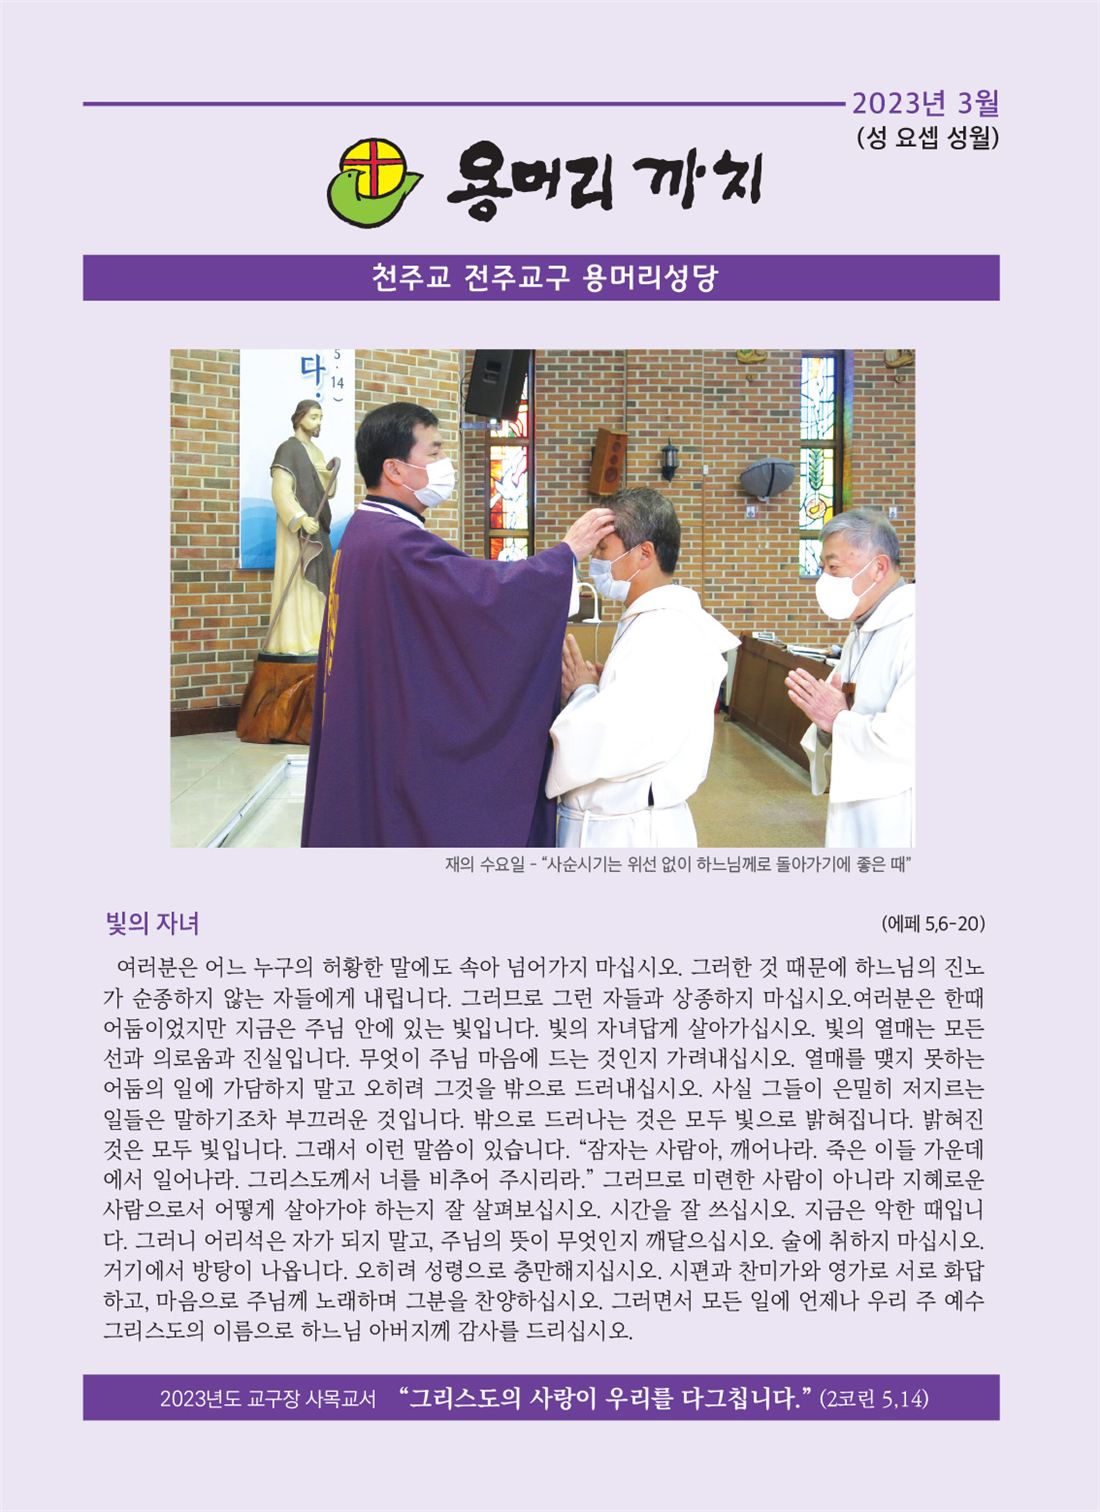 2023년 3월
(성 요셉 성월)
용머리 까치
천주교 전주교구 용머리성당
다.
5
.
14
)
재의 수요일 - “사순시기는 위선 없이 하느님께로 돌아가기에 좋은 때”
빛의 자녀 (에페 5,6-20)
여러분은 어느 누구의 허황한 말에도 속아 넘어가지 마십시오. 그러한 것 때문에 하느님의 진노
가 순종하지 않는 자들에게 내립니다. 그러므로 그런 자들과 상종하지 마십시오.여러분은 한때
어둠이었지만 지금은 주님 안에 있는 빛입니다. 빛의 자녀답게 살아가십시오. 빛의 열매는 모든
선과 의로움과 진실입니다. 무엇이 주님 마음에 드는 것인지 가려내십시오. 열매를 맺지 못하는
어둠의 일에 가담하지 말고 오히려 그것을 밖으로 드러내십시오. 사실 그들이 은밀히 저지르는
일들은 말하기조차 부끄러운 것입니다. 밖으로 드러나는 것은 모두 빛으로 밝혀집니다. 밝혀진
것은 모두 빛입니다. 그래서 이런 말씀이 있습니다. “잠자는 사람아, 깨어나라. 죽은 이들 가운데
에서 일어나라. 그리스도께서 너를 비추어 주시리라.” 그러므로 미련한 사람이 아니라 지혜로운
사람으로서 어떻게 살아가야 하는지 잘 살펴보십시오. 시간을 잘 쓰십시오. 지금은 악한 때입니
다. 그러니 어리석은 자가 되지 말고, 주님의 뜻이 무엇인지 깨달으십시오. 술에 취하지 마십시오.
거기에서 방탕이 나옵니다. 오히려 성령으로 충만해지십시오. 시편과 찬미가와 영가로 서로 화답
하고, 마음으로 주님께 노래하며 그분을 찬양하십시오. 그러면서 모든 일에 언제나 우리 주 예수
그리스도의 이름으로 하느님 아버지께 감사를 드리십시오.
2023년도 교구장 사목교서 “그리스도의 사랑이 우리를 다그칩니다.” (2코린 5,14)